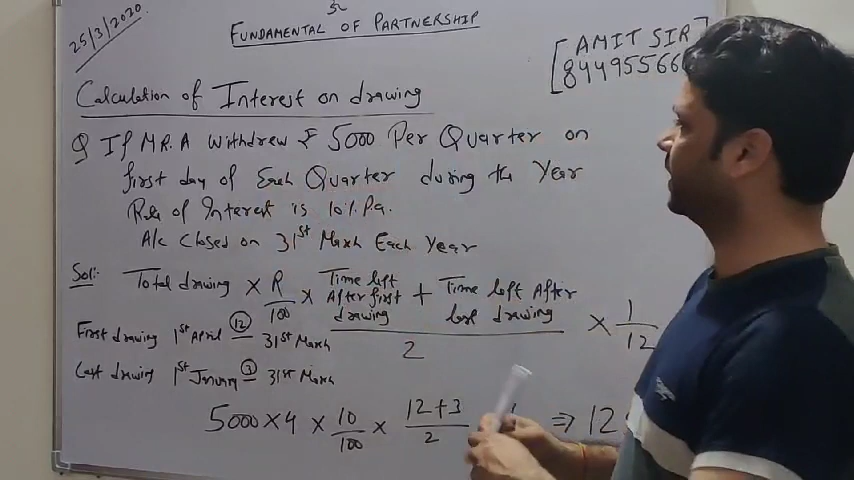 25/3/2020
FUNDAMENTAL OF PARTNERSHIP
AMIT SIR
Calculation of Interest on drawing
Q If MR.A withdrew ₹ 5000 Per Quarter on
first day of Each Quarter during the Year
Rate of Interest is 10% P.a.
A/c closed on 31st March Each Year
Sol:
Total drawing × R/100 × Time left After first drawing + Time left After last drawing / 2 × 1/12
First drawing 1st April 12 31st March
Last drawing 1st January 3 31st March
5000 × 4 × 10/100 × 12+3/2 ⇒